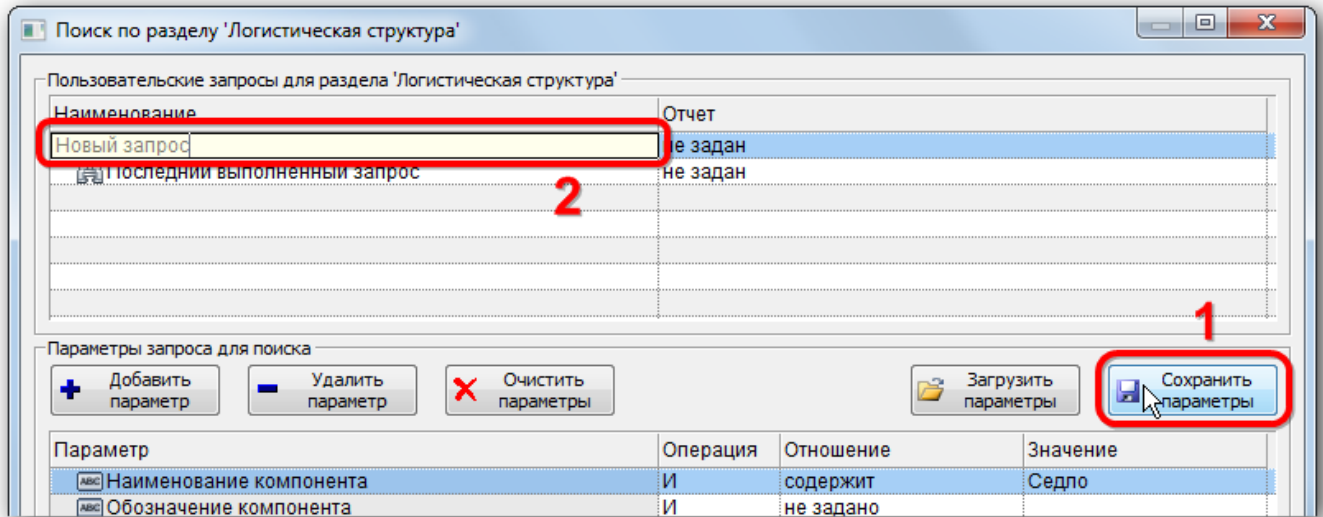 Поиск по разделу 'Логистическая структура'
Пользовательские запросы для раздела 'Логистическая структура'
Наименование Отчет
Новый запрос не задан
Последний выполненный запрос не задан
2
1
Параметры запроса для поиска
Добавить параметр Удалить параметр Очистить параметры Загрузить параметры Сохранить параметры
Параметр Операция Отношение Значение
ABC Наименование компонента И содержит Седло
ABC Обозначение компонента И не задано